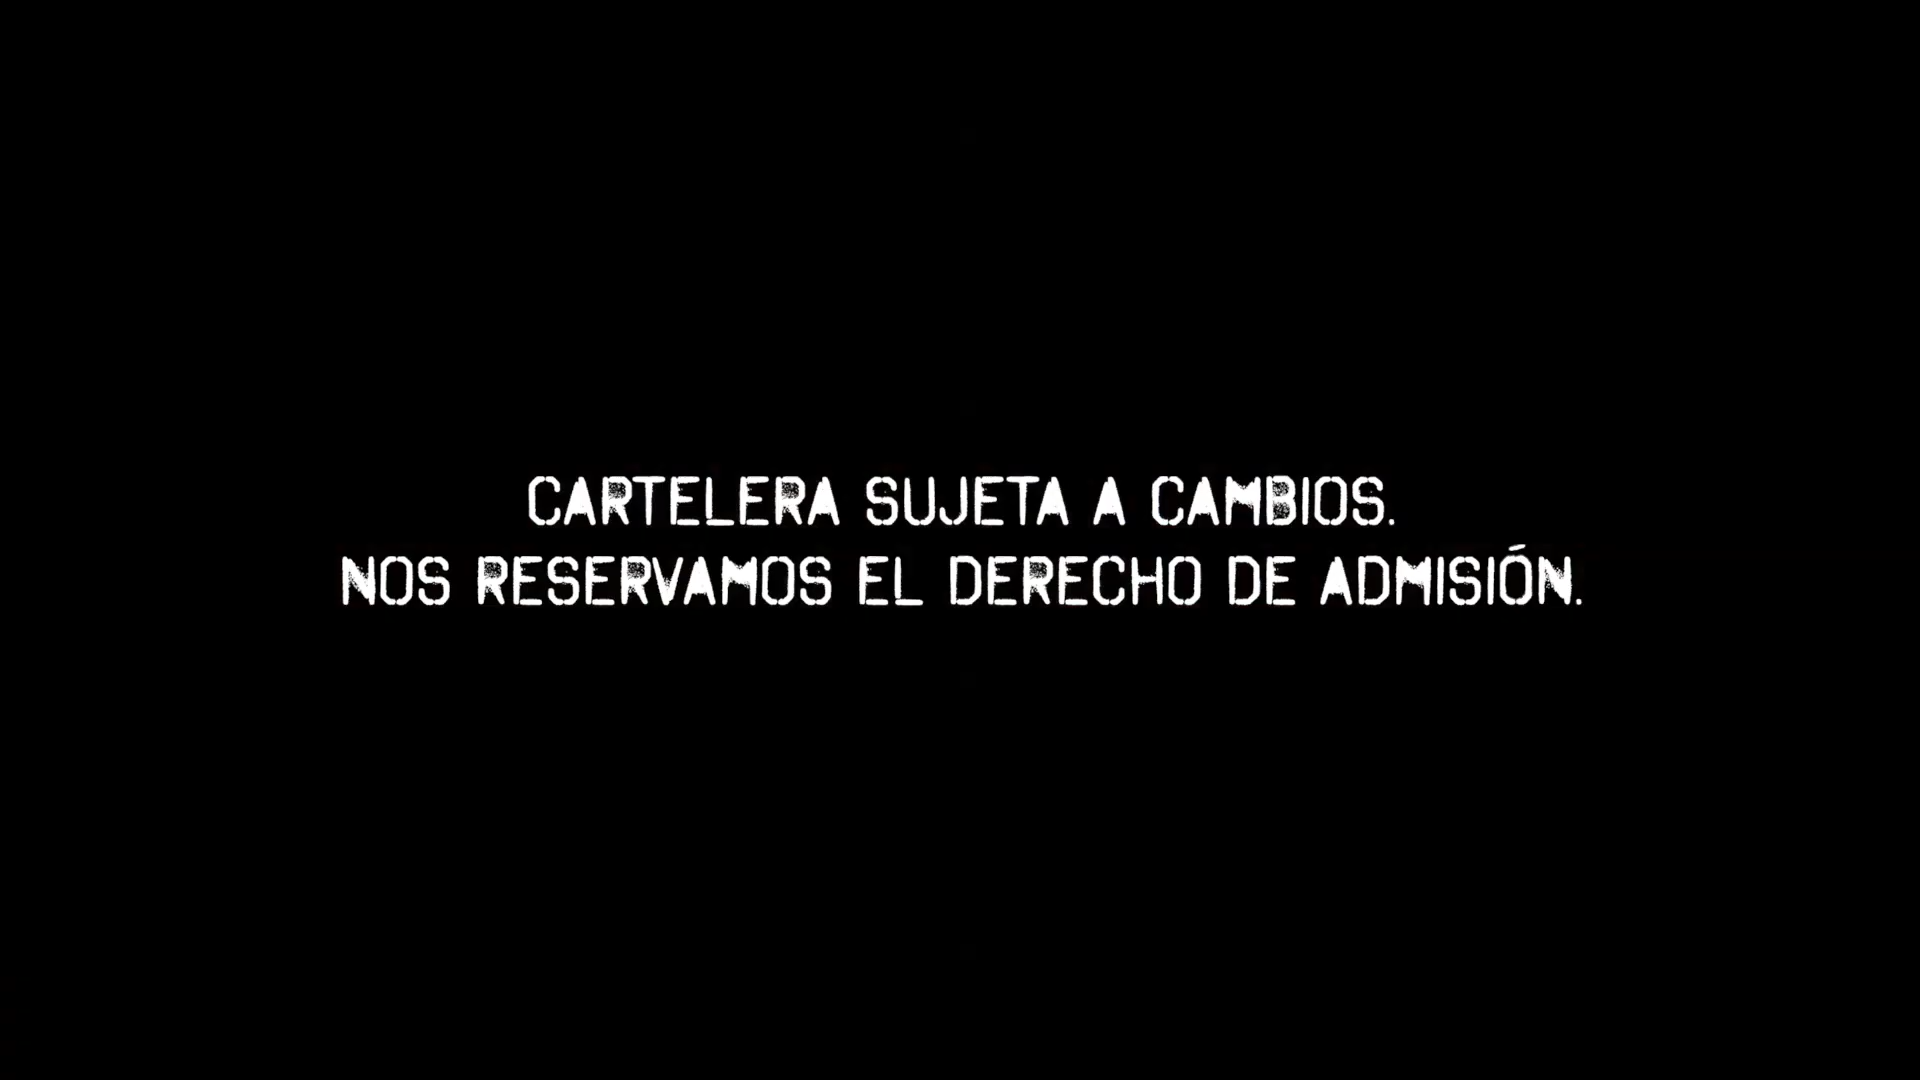 CARTELERA SUJETA A CAMBIOS.
NOS RESERVAMOS EL DERECHO DE ADMISIÓN.